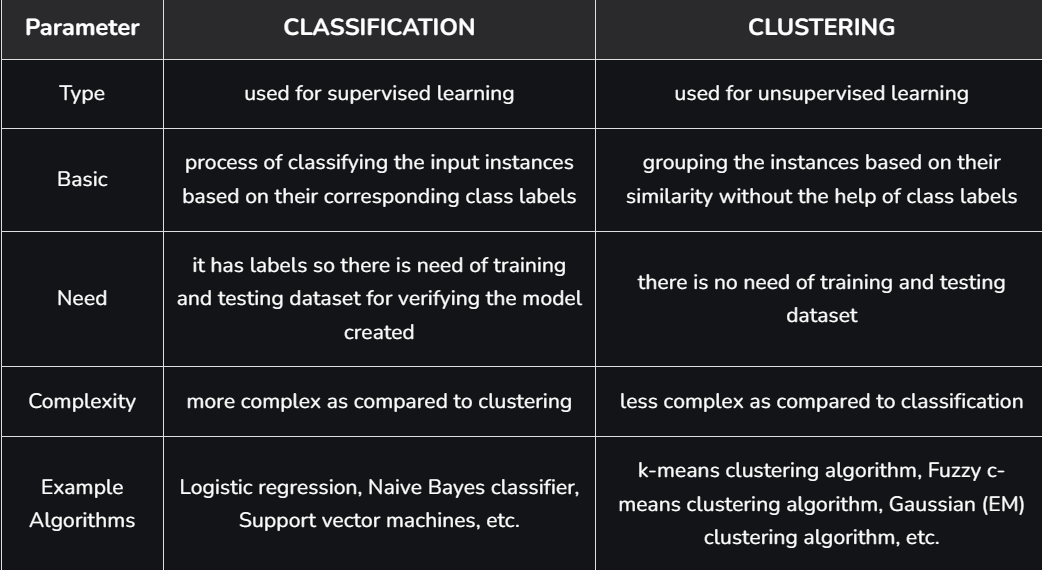 Parameter
CLASSIFICATION
CLUSTERING
Type
used for supervised learning
used for unsupervised learning
Basic
process of classifying the input instances
based on their corresponding class labels
grouping the instances based on their
similarity without the help of class labels
Need
it has labels so there is need of training
and testing dataset for verifying the model
created
there is no need of training and testing
dataset
Complexity
more complex as compared to clustering
less complex as compared to classification
Example
Algorithms
Logistic regression, Naive Bayes classifier,
Support vector machines, etc.
k-means clustering algorithm, Fuzzy c-
means clustering algorithm, Gaussian (EM)
clustering algorithm, etc.